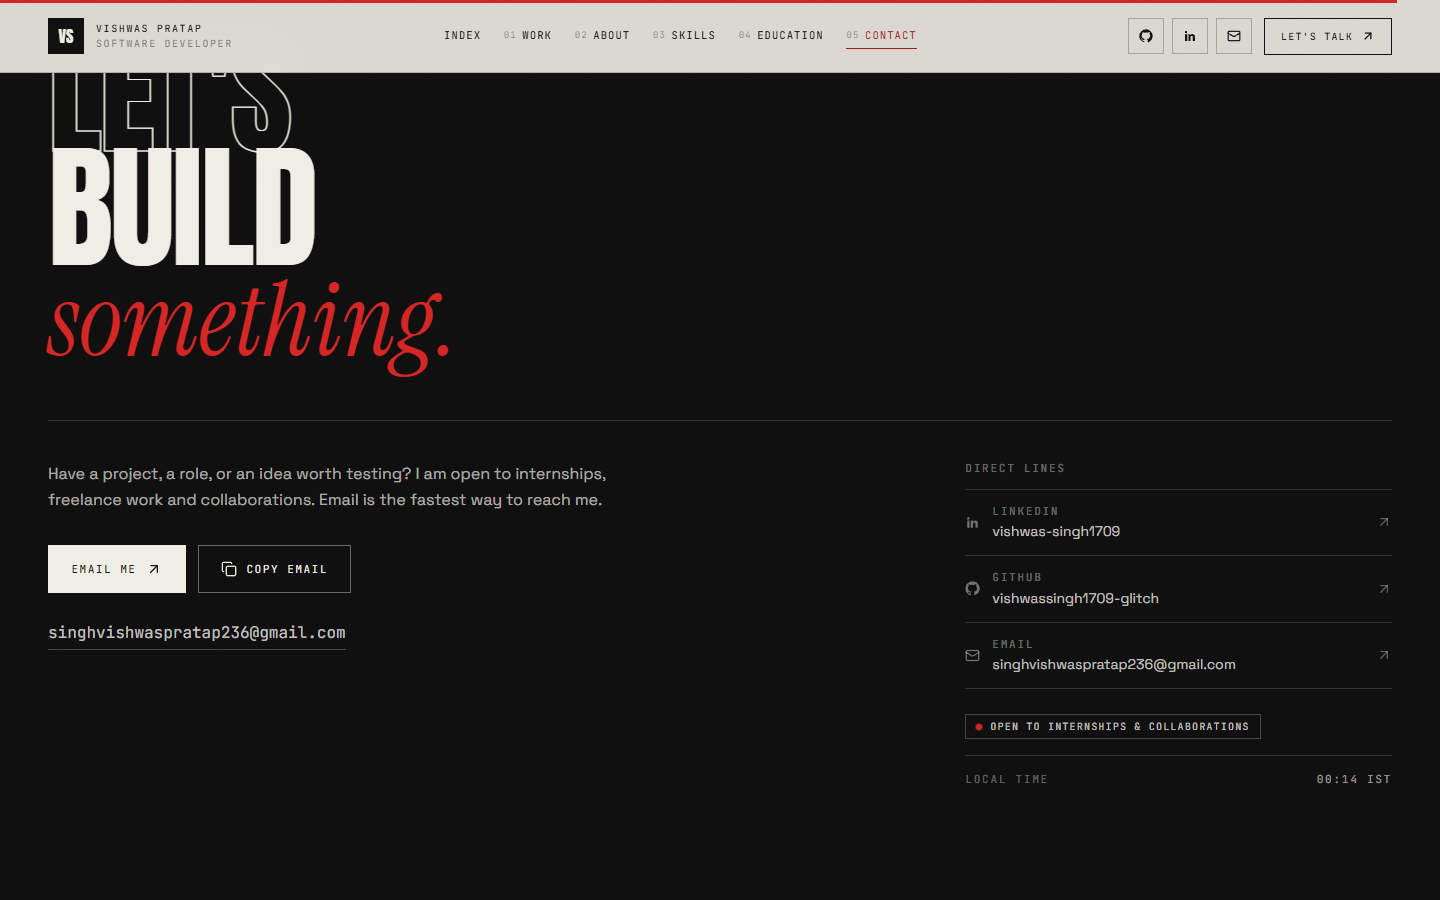 VS
VISHWAS PRATAP
SOFTWARE DEVELOPER
INDEX 01 WORK 02 ABOUT 03 SKILLS 04 EDUCATION 05 CONTACT
in
LET'S TALK
LET'S
BUILD
something.
Have a project, a role, or an idea worth testing? I am open to internships,
freelance work and collaborations. Email is the fastest way to reach me.
EMAIL ME
COPY EMAIL
singhvishwaspratap236@gmail.com
DIRECT LINES
in
LINKEDIN
vishwas-singh1709
GITHUB
vishwassingh1709-glitch
EMAIL
singhvishwaspratap236@gmail.com
OPEN TO INTERNSHIPS & COLLABORATIONS
LOCAL TIME 00:14 IST